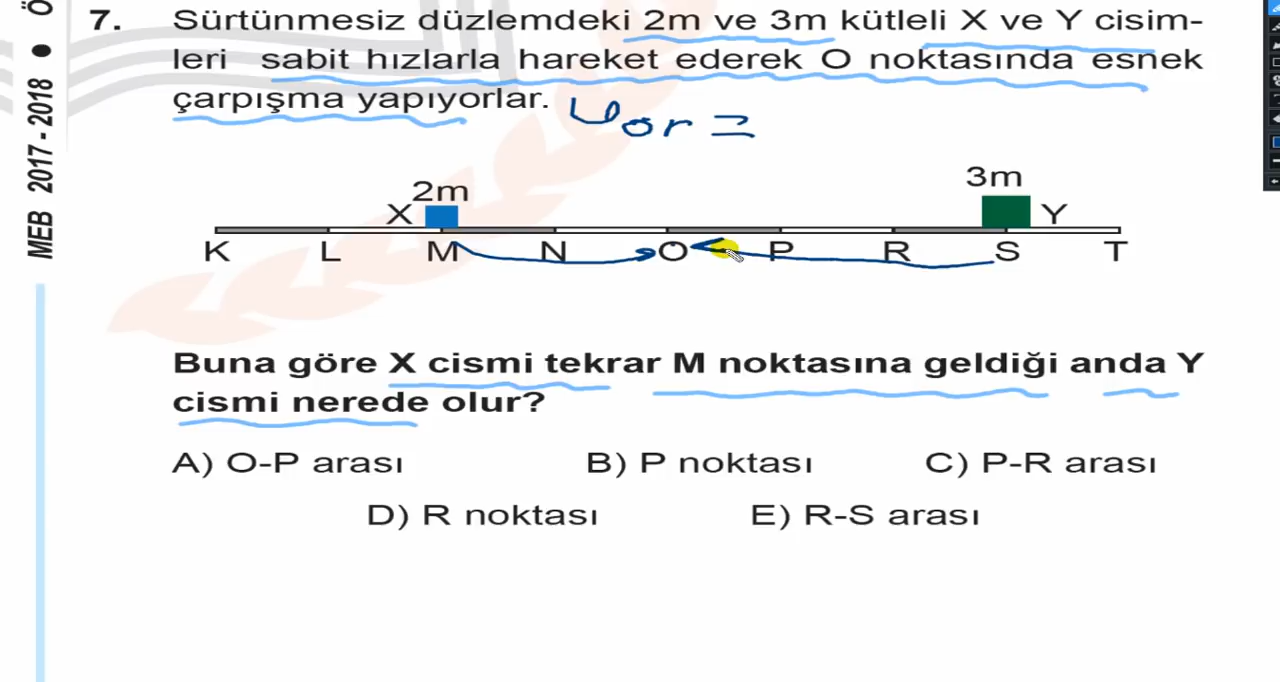 MEB 2017 - 2018 ● Ö
7. Sürtünmesiz düzlemdeki 2m ve 3m kütleli X ve Y cisim-
leri sabit hızlarla hareket ederek O noktasında esnek
çarpışma yapıyorlar.
ϑor =
2m 3m
X Y
K L M N O P R S T
Buna göre X cismi tekrar M noktasına geldiği anda Y
cismi nerede olur?
A) O-P arası B) P noktası C) P-R arası
D) R noktası E) R-S arası